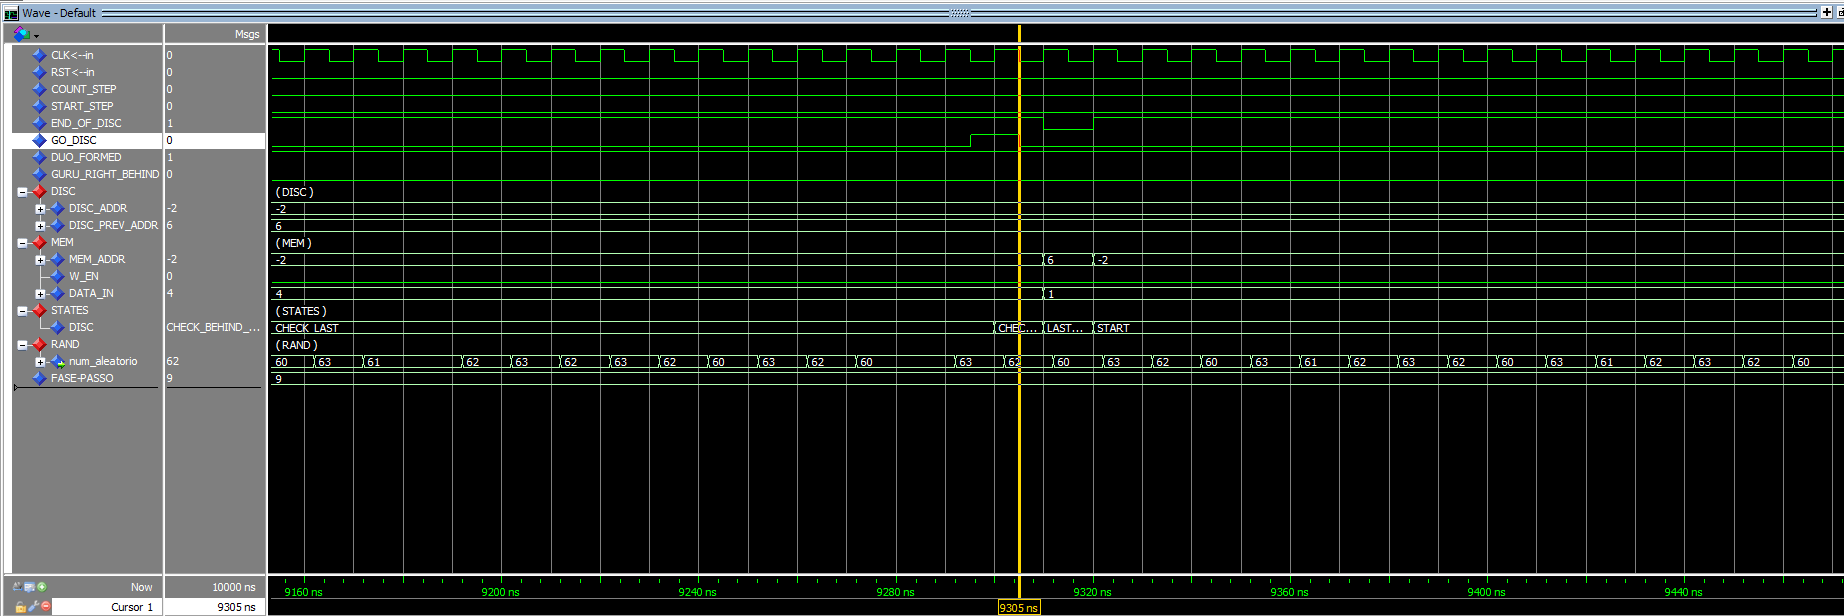 Wave - Default
Msgs
CLK<--in 0
RST<--in 0
COUNT_STEP 0
START_STEP 0
END_OF_DISC 1
GO_DISC 0
DUO_FORMED 1
GURU_RIGHT_BEHIND 0
DISC (DISC)
DISC_ADDR -2 -2
DISC_PREV_ADDR 6 6
MEM (MEM)
MEM_ADDR -2 -2 6 -2
W_EN 0
DATA_IN 4 4 1
STATES (STATES)
DISC CHECK_BEHIND_... CHECK_LAST CHEC... LAST... START
RAND (RAND)
num_aleatorio 62 60 63 61 62 63 62 63 62 60 63 62 60 63 62 60 63 62 60 63 61 62 63 62 60 63 61 62 63 62 60
FASE-PASSO 9 9
Now 10000 ns 9160 ns 9200 ns 9240 ns 9280 ns 9320 ns 9360 ns 9400 ns 9440 ns
Cursor 1 9305 ns 9305 ns